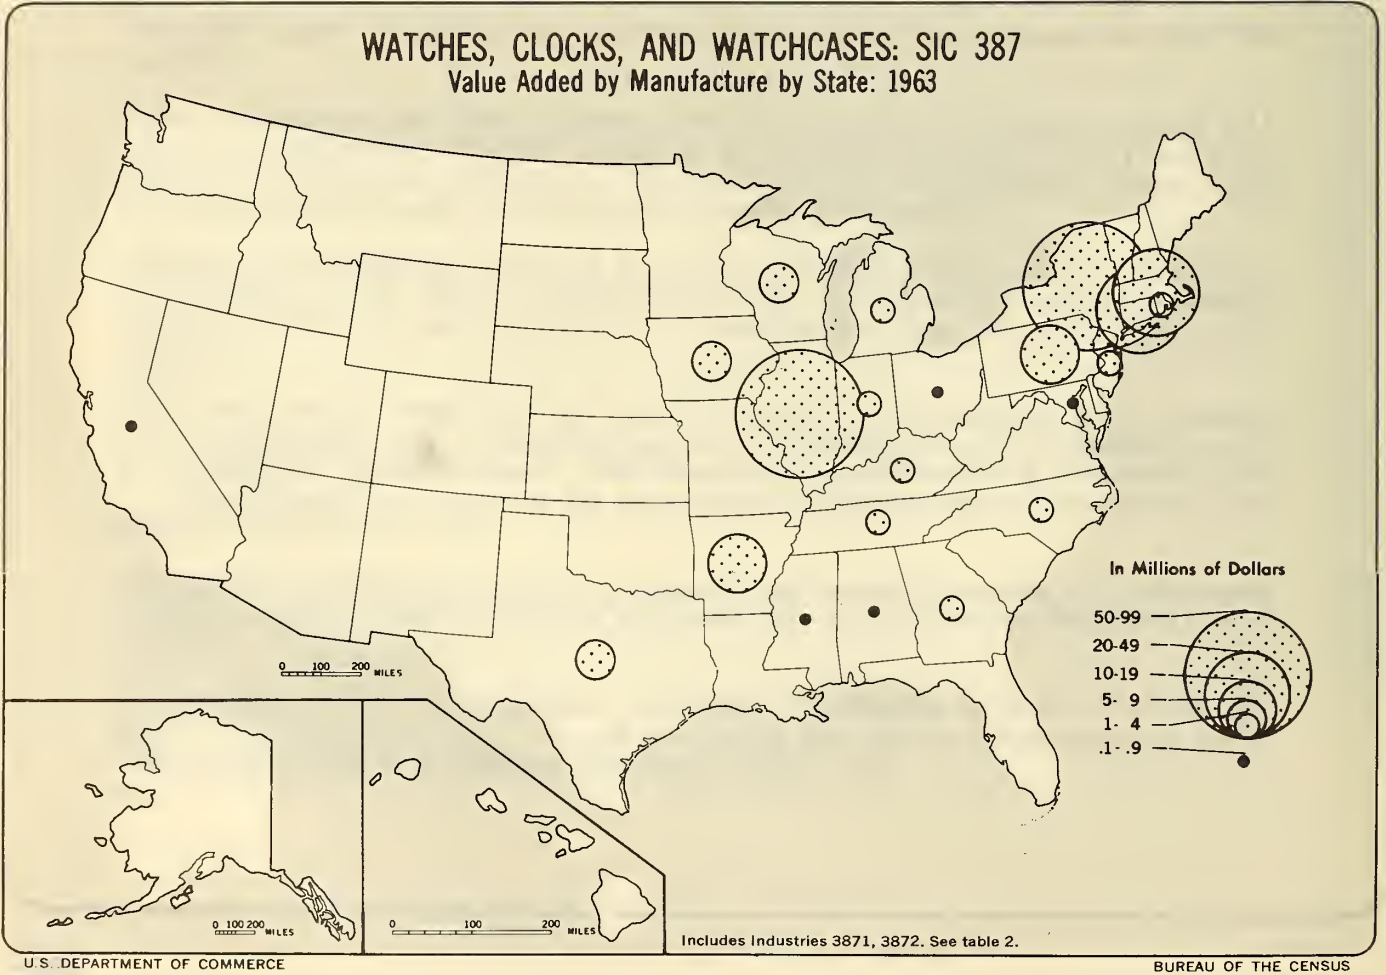 WATCHES, CLOCKS, AND WATCHCASES: SIC 387
Value Added by Manufacture by State: 1963
In Millions of Dollars
50-99
20-49
10-19
5- 9
1- 4
.1- .9
0 100 200 MILES
0 100 200 MILES
0 100 200 MILES
Includes Industries 3871, 3872. See table 2.
U.S. DEPARTMENT OF COMMERCE
BUREAU OF THE CENSUS